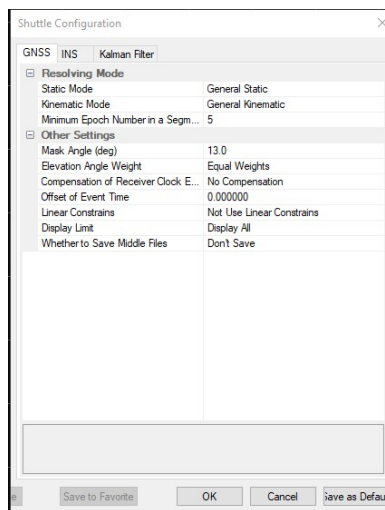 Shuttle Configuration
GNSS INS Kalman Filter
Resolving Mode
Static Mode General Static
Kinematic Mode General Kinematic
Minimum Epoch Number in a Segm... 5
Other Settings
Mask Angle (deg) 13.0
Elevation Angle Weight Equal Weights
Compensation of Receiver Clock E... No Compensation
Offset of Event Time 0.000000
Linear Constrains Not Use Linear Constrains
Display Limit Display All
Whether to Save Middle Files Don't Save
e Save to Favorite OK Cancel Save as Defau